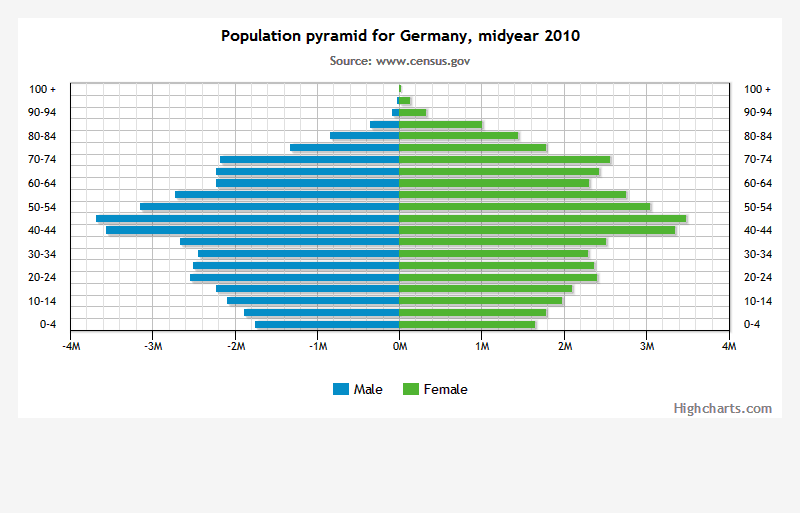 Population pyramid for Germany, midyear 2010
Source: www.census.gov
100 + 100 +
90-94 90-94
80-84 80-84
70-74 70-74
60-64 60-64
50-54 50-54
40-44 40-44
30-34 30-34
20-24 20-24
10-14 10-14
0-4 0-4
-4M -3M -2M -1M 0M 1M 2M 3M 4M
Male Female
Highcharts.com